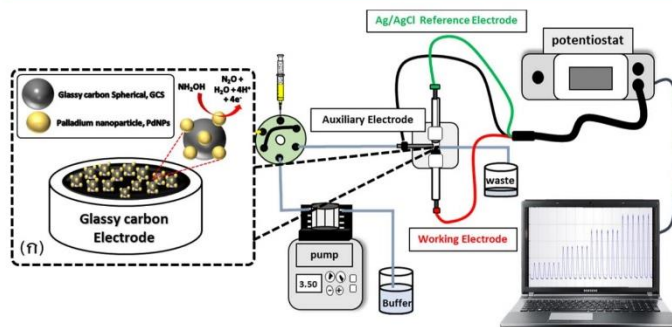 Ag/AgCl Reference Electrode
potentiostat
Glassy carbon Spherical, GCS
Palladium nanoparticle, PdNPs
NH₂OH
N₂O +
H₂O + 4H⁺
+ 4e⁻
Auxiliary Electrode
Glassy carbon
Electrode
(ก)
waste
Working Electrode
pump
3.50
Buffer